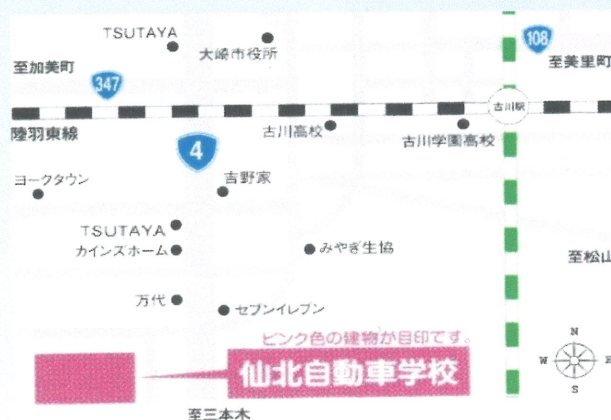 TSUTAYA
大崎市役所
108
至加美町
至美里町
347
古川駅
陸羽東線
古川高校
古川学園高校
4
ヨークタウン
吉野家
TSUTAYA
カインズホーム
みやぎ生協
至松山
万代
セブンイレブン
ピンク色の建物が目印です。
仙北自動車学校
N
W
E
S
至三本木